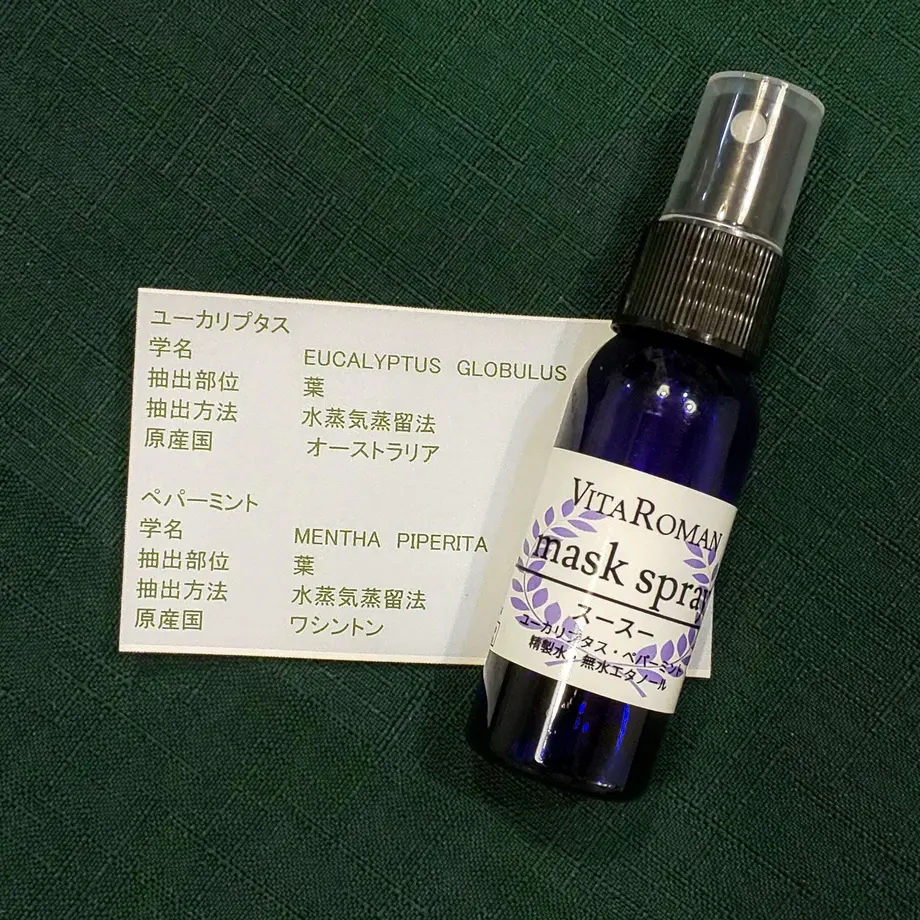 ユーカリプタス
学名 EUCALYPTUS GLOBULUS
抽出部位 葉
抽出方法 水蒸気蒸留法
原産国 オーストラリア
ペパーミント
学名 MENTHA PIPERITA
抽出部位 葉
抽出方法 水蒸気蒸留法
原産国 ワシントン
VITAROMAN
mask spray
スースー
ユーカリプタス・ペパーミント
精製水・無水エタノール